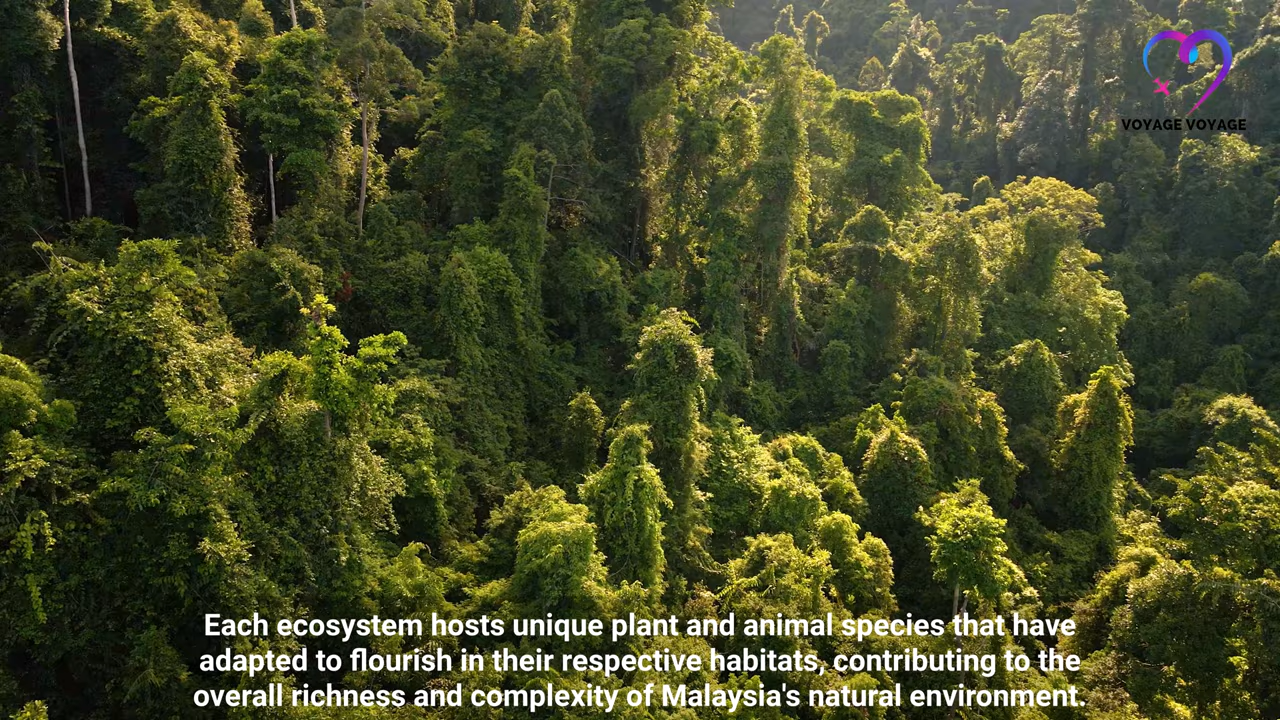 VOYAGE VOYAGE
Each ecosystem hosts unique plant and animal species that have
adapted to flourish in their respective habitats, contributing to the
overall richness and complexity of Malaysia's natural environment.